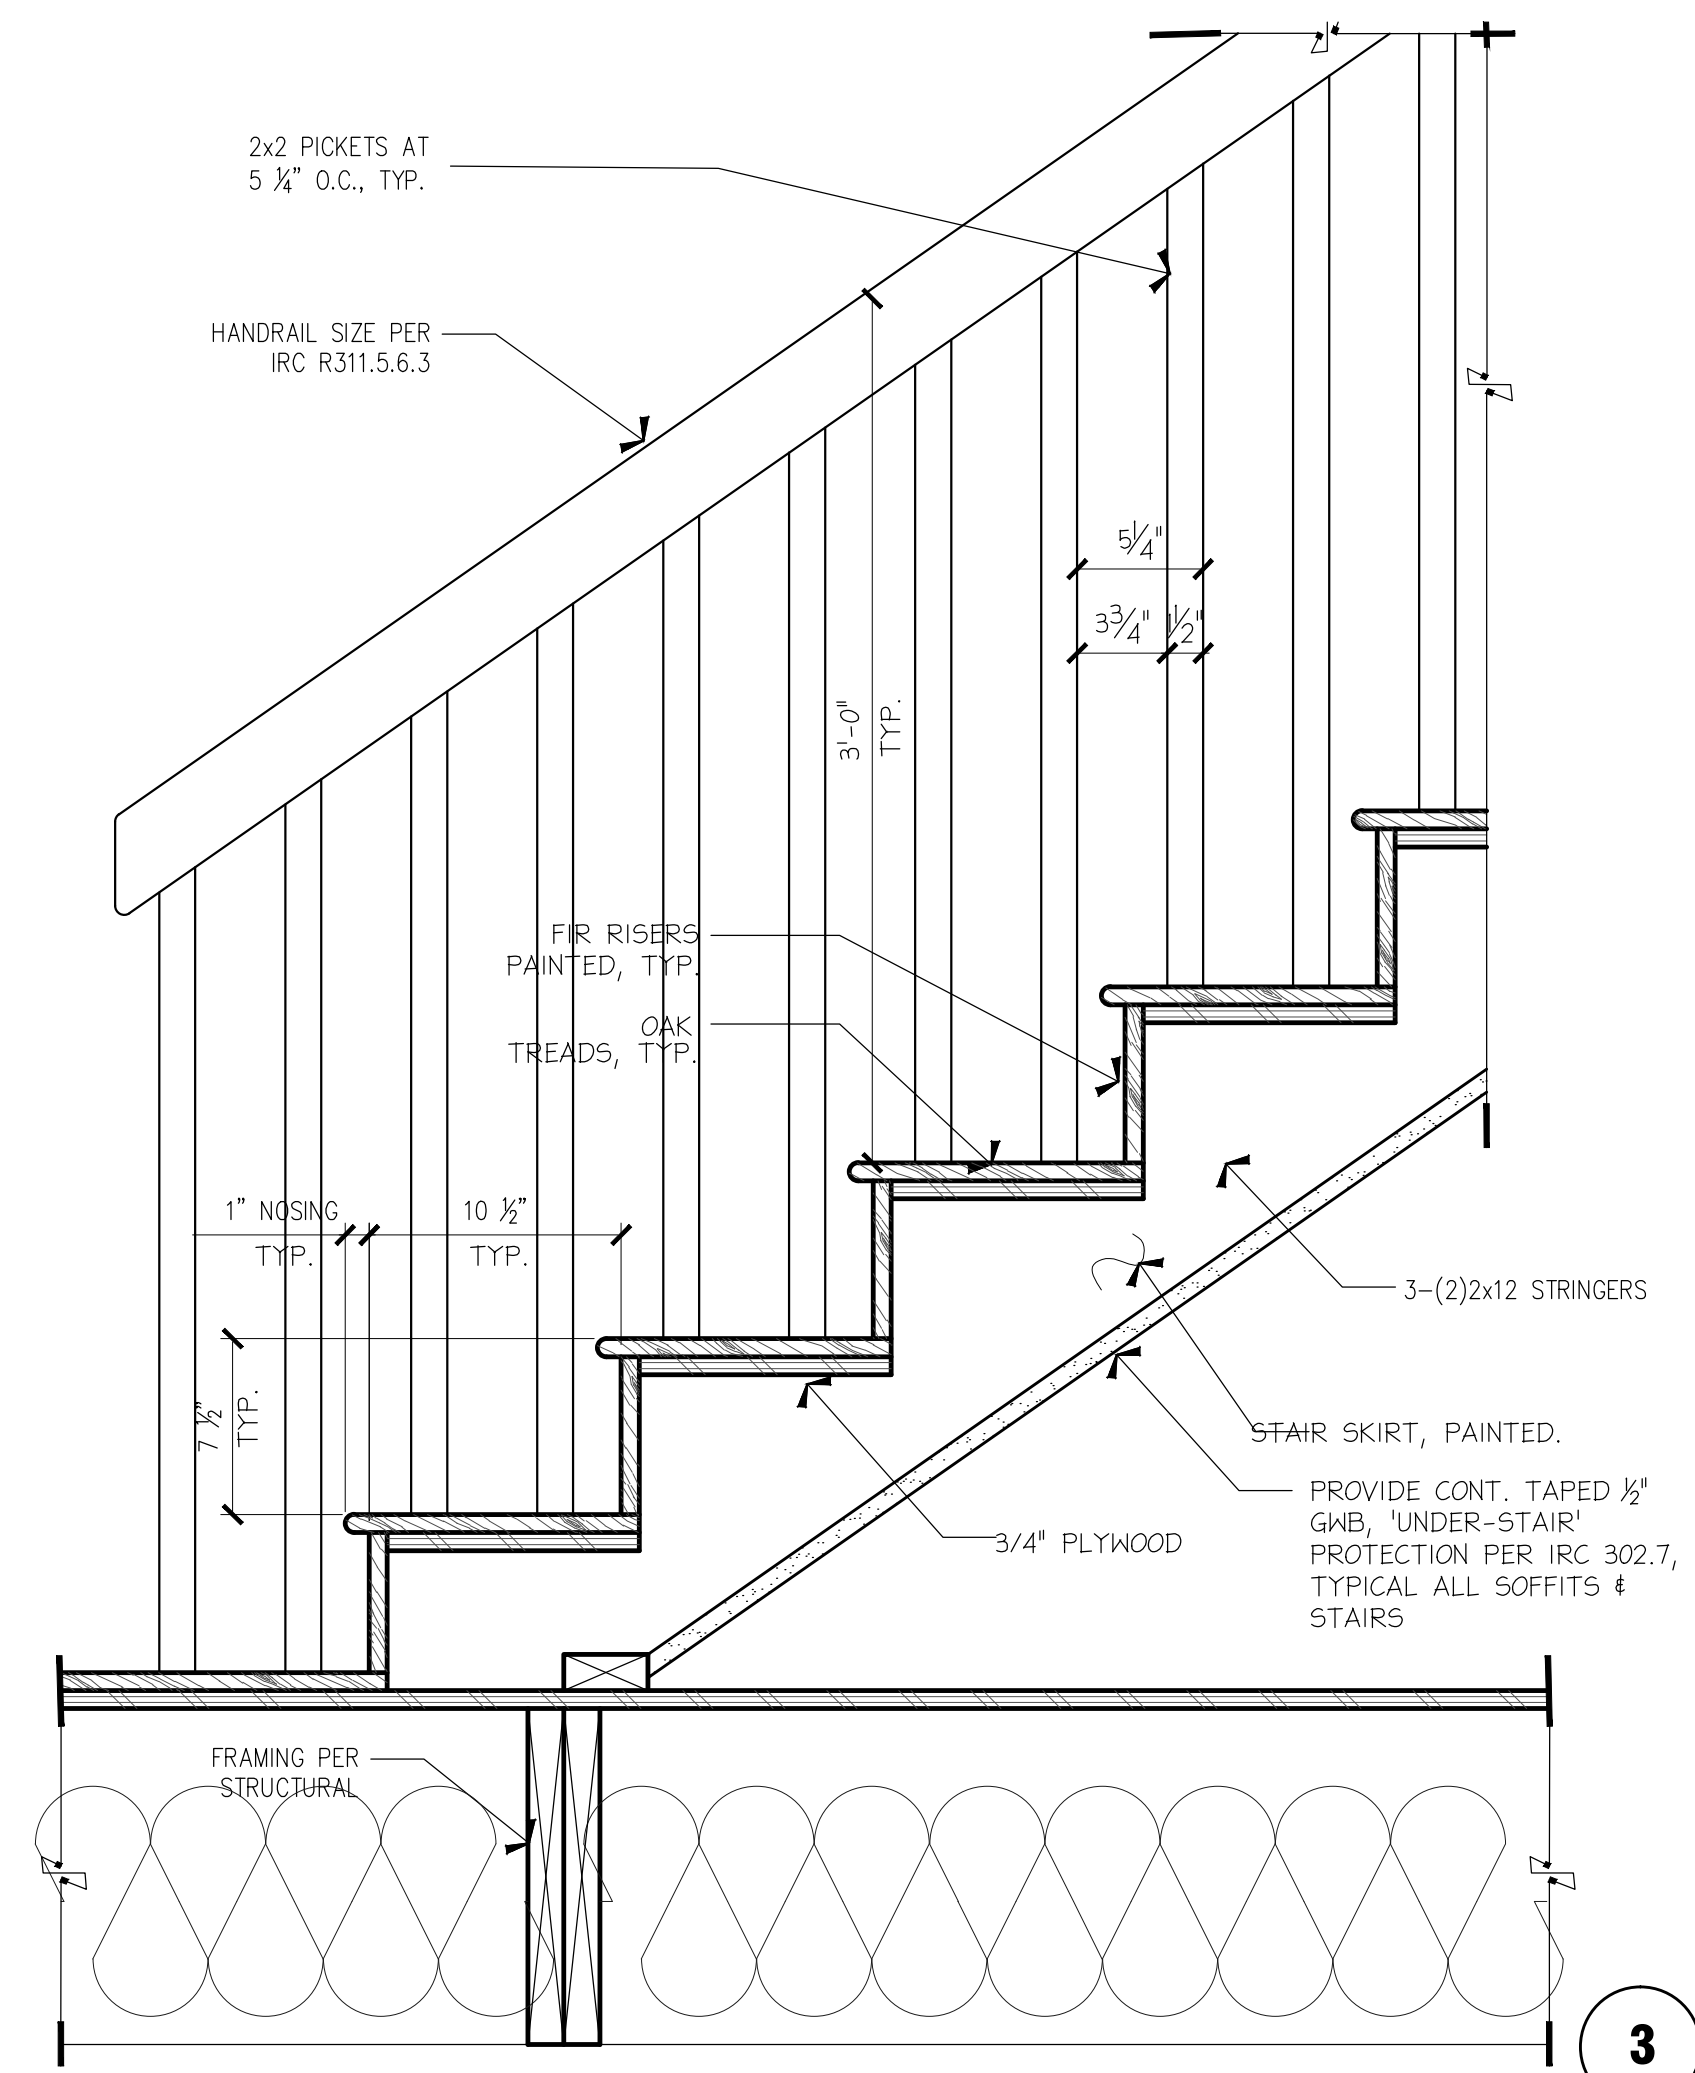 2x2 PICKETS AT
5 ¼" O.C., TYP.
HANDRAIL SIZE PER
IRC R311.5.6.3
5¼"
3¾"
1½"
3'-0"
TYP.
FIR RISERS
PAINTED, TYP.
OAK
TREADS, TYP.
1" NOSING
TYP.
10 ½"
TYP.
7 ½"
TYP.
3-(2)2x12 STRINGERS
STAIR SKIRT, PAINTED.
PROVIDE CONT. TAPED ½"
GWB, 'UNDER-STAIR'
PROTECTION PER IRC 302.7,
TYPICAL ALL SOFFITS &
STAIRS
3/4" PLYWOOD
FRAMING PER
STRUCTURAL
3